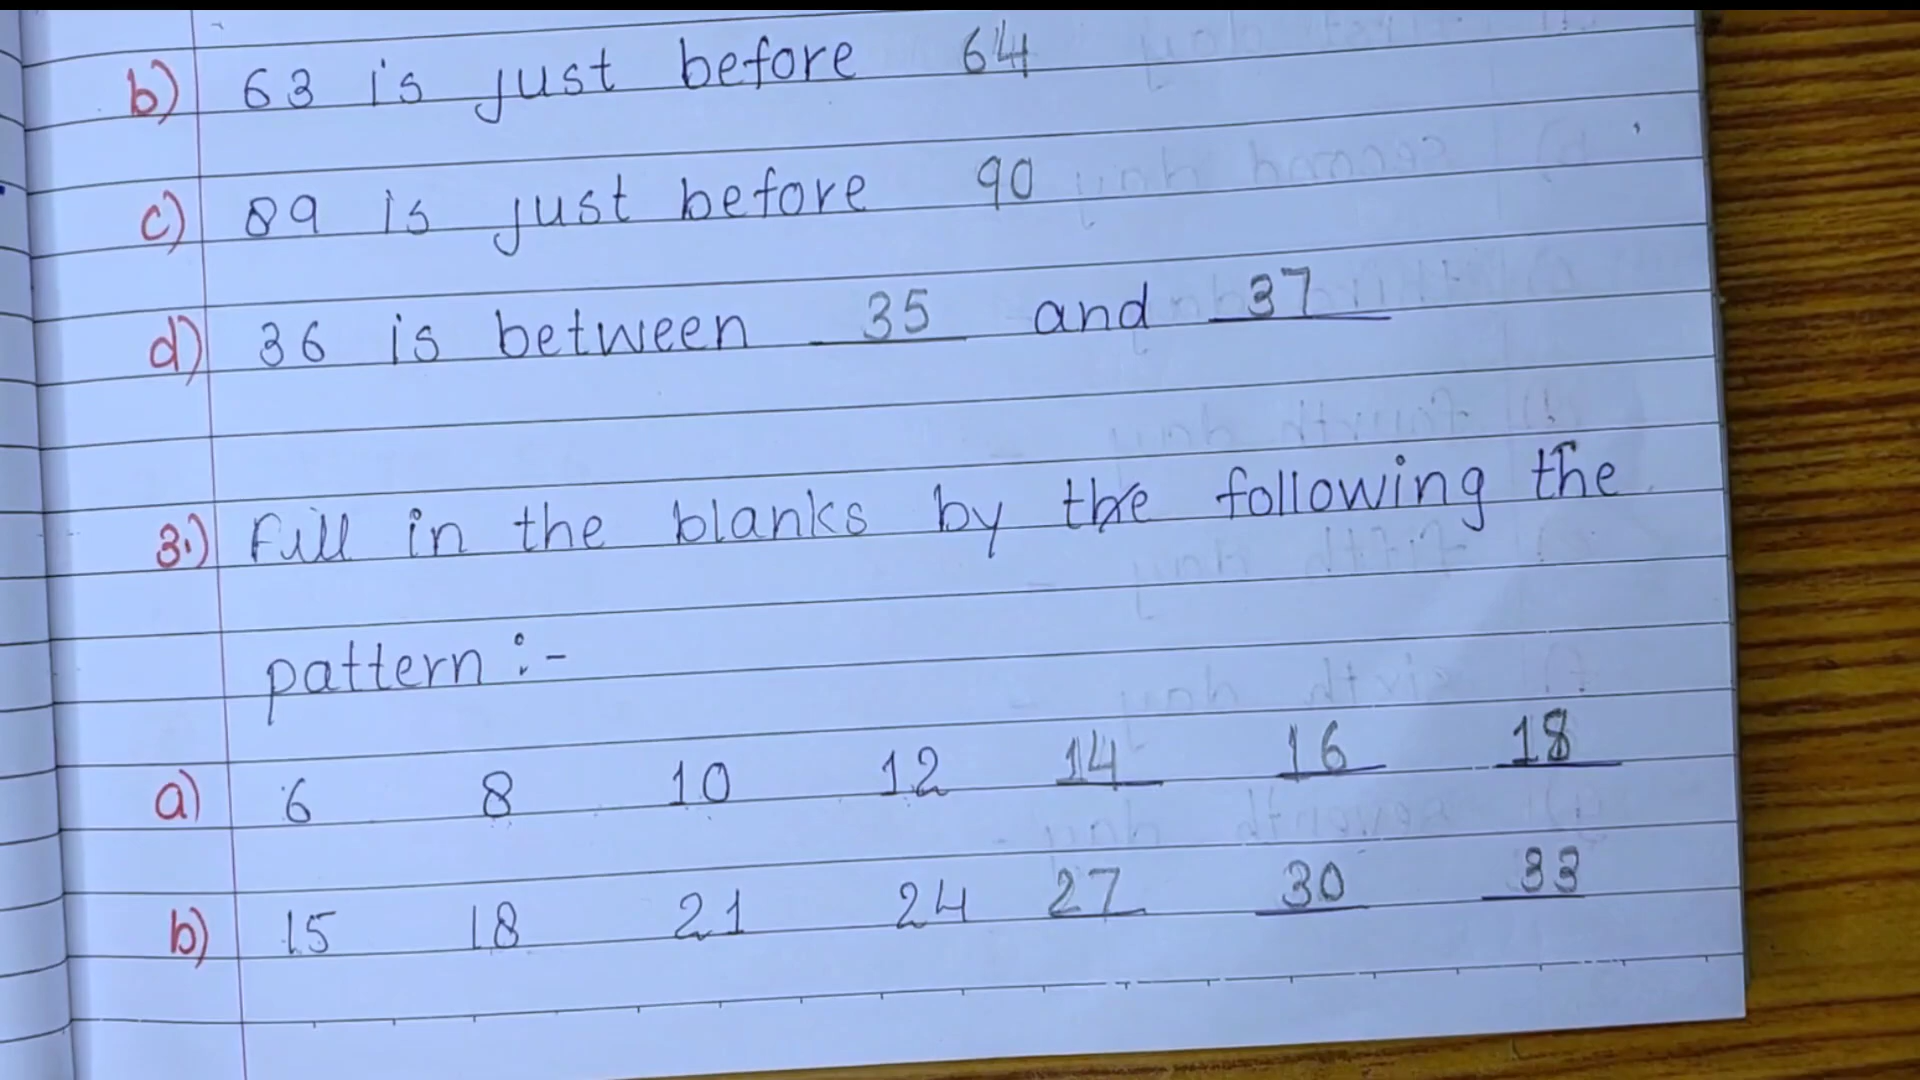 b) 63 is just before 64
c) 89 is just before 90
d) 36 is between 35 and 37
3.) Fill in the blanks by the following the
pattern :-
a) 6 8 10 12 14 16 18
b) 15 18 21 24 27 30 33